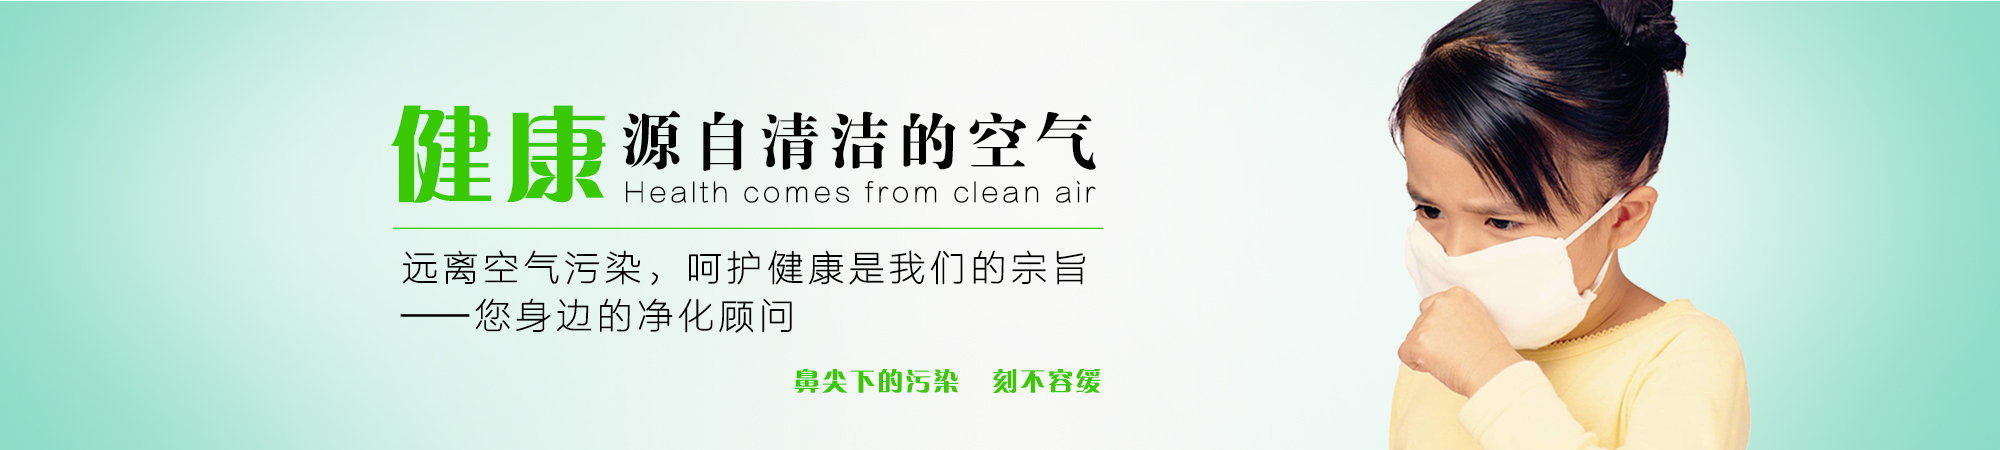 健康源自清洁的空气
Health comes from clean air
远离空气污染，呵护健康是我们的宗旨
——您身边的净化顾问
鼻尖下的污染 刻不容缓